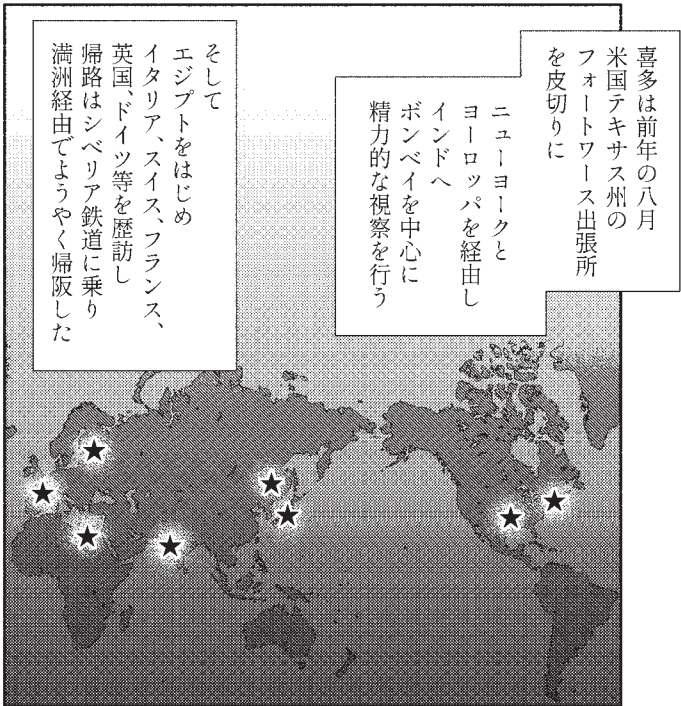 喜多は前年の八月
米国テキサス州の
フォートワース出張所
を皮切りに
ニューヨークと
ヨーロッパを経由し
インドへ
ボンベイを中心に
精力的な視察を行う
そして
エジプトをはじめ
イタリア、スイス、フランス、
英国、ドイツ等を歴訪し
帰路はシベリア鉄道に乗り
満洲経由でようやく帰阪した